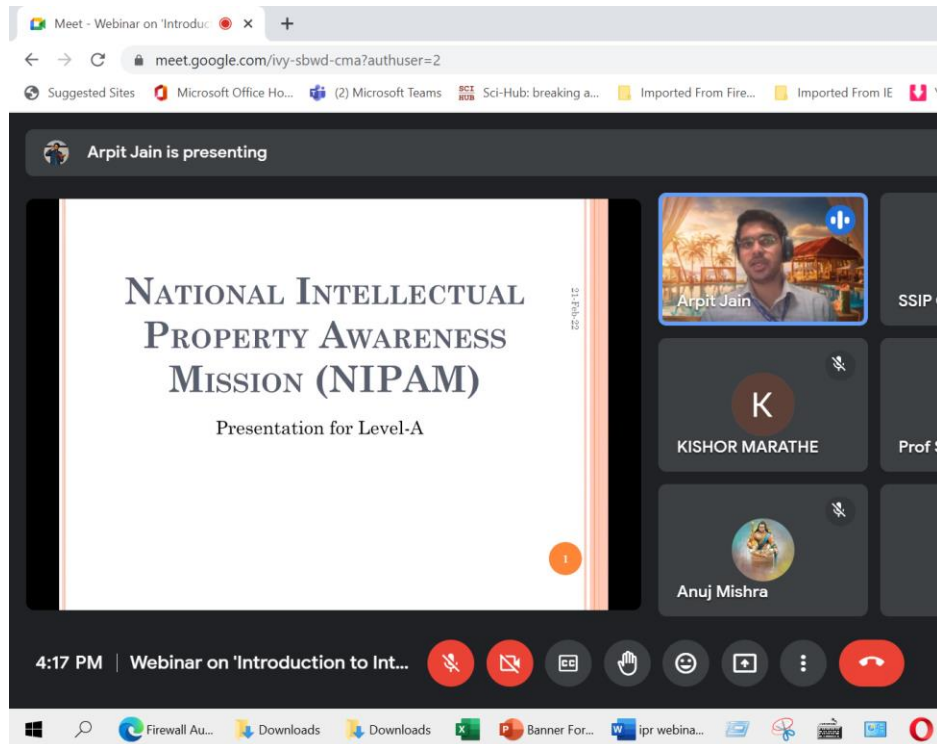 Meet - Webinar on 'Introduc
meet.google.com/ivy-sbwd-cma?authuser=2
Suggested Sites Microsoft Office Ho... (2) Microsoft Teams SCI HUB Sci-Hub: breaking a... Imported From Fire... Imported From IE
Arpit Jain is presenting
NATIONAL INTELLECTUAL
PROPERTY AWARENESS
MISSION (NIPAM)
Presentation for Level-A
21-Feb-22
1
Arpit Jain
SSIP
K
KISHOR MARATHE
Prof
Anuj Mishra
4:17 PM | Webinar on 'Introduction to Int...
CC
Firewall Au... Downloads Downloads Banner For... ipr webina...